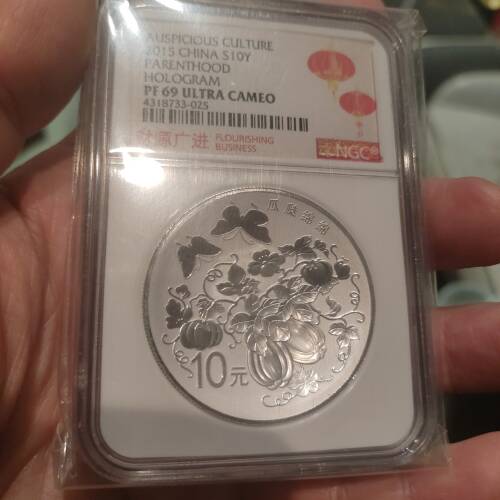 AUSPICIOUS CULTURE
2015 CHINA S10Y
PARENTHOOD
HOLOGRAM
PF 69 ULTRA CAMEO
4318733-025
财源广进 FLOURISHING
BUSINESS
NGC®
瓜瓞绵绵
10元